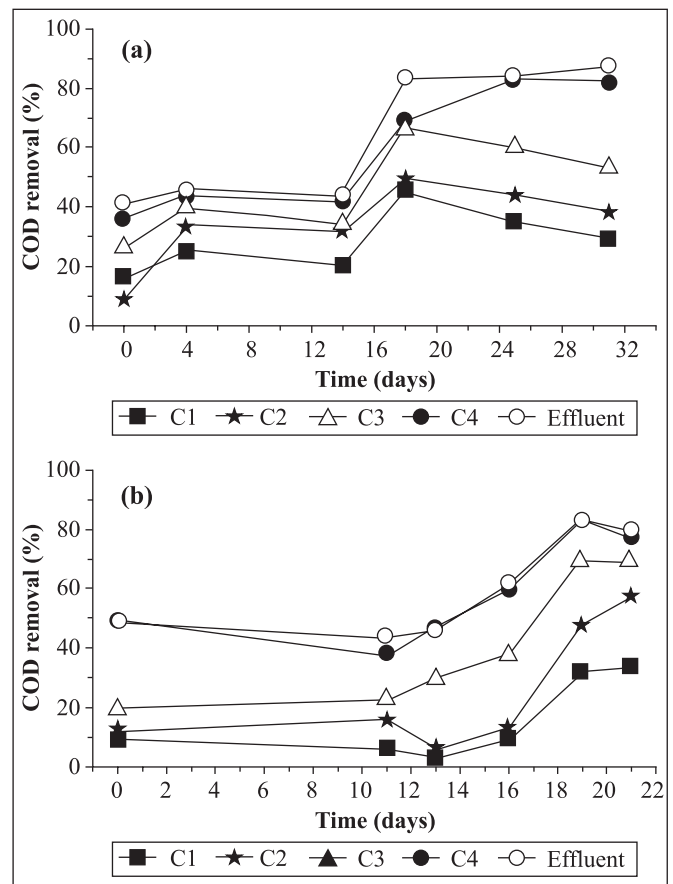 (a)
COD removal (%)
100
80
60
40
20
0
0 4 8 12 16 20 24 28 32
Time (days)
C1 C2 C3 C4 Effluent
(b)
COD removal (%)
100
80
60
40
20
0
0 2 4 6 8 10 12 14 16 18 20 22
Time (days)
C1 C2 C3 C4 Effluent